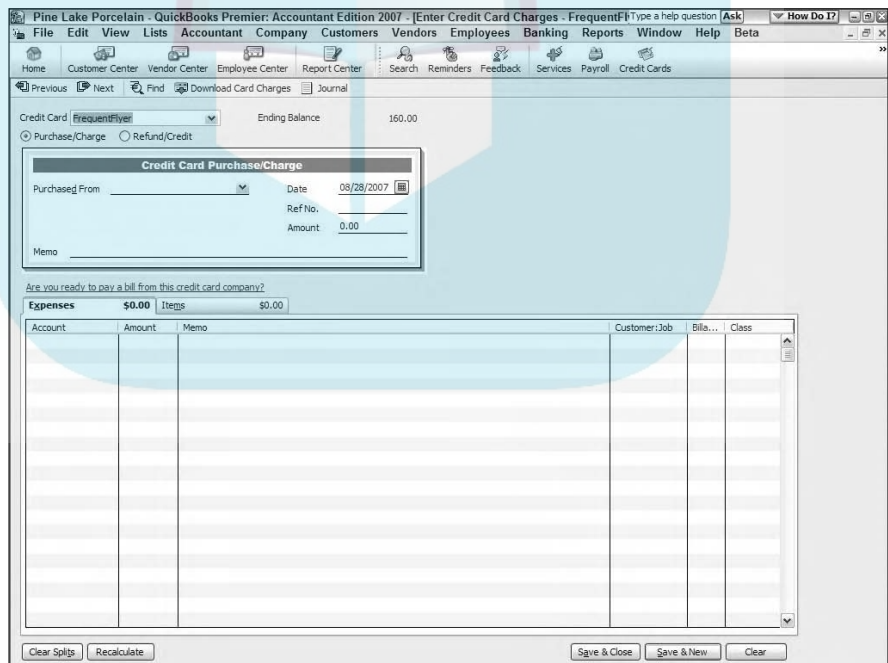 Pine Lake Porcelain - QuickBooks Premier: Accountant Edition 2007 - [Enter Credit Card Charges - FrequentFl Type a help question Ask How Do I?
File Edit View Lists Accountant Company Customers Vendors Employees Banking Reports Window Help Beta
Home Customer Center Vendor Center Employee Center Report Center Search Reminders Feedback Services Payroll Credit Cards »
Previous Next Find Download Card Charges Journal
Credit Card FrequentFlyer Ending Balance 160.00
Purchase/Charge Refund/Credit
Credit Card Purchase/Charge
Purchased From Date 08/28/2007
Ref No.
Amount 0.00
Memo
Are you ready to pay a bill from this credit card company?
Expenses $0.00 Items $0.00
Account Amount Memo Customer:Job Billa... Class
Clear Splits Recalculate Save & Close Save & New Clear